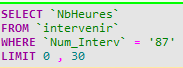 SELECT `NbHeures`
FROM `intervenir`
WHERE `Num_Interv` = '87'
LIMIT 0 , 30